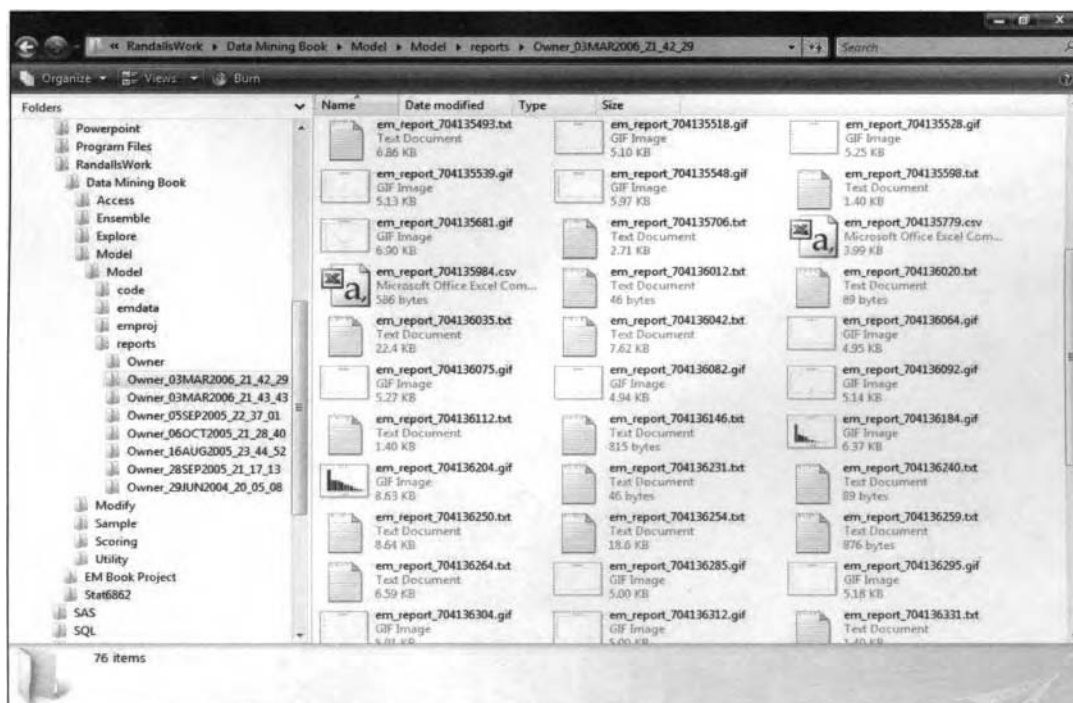 « RandallsWork ▸ Data Mining Book ▸ Model ▸ Model ▸ reports ▸ Owner_03MAR2006_21_42_29
Search
Organize Views Burn
Folders
Powerpoint
Program Files
RandallsWork
Data Mining Book
Access
Ensemble
Explore
Model
Model
code
emdata
emproj
reports
Owner
Owner_03MAR2006_21_42_29
Owner_03MAR2006_21_43_43
Owner_05SEP2005_22_37_01
Owner_06OCT2005_21_28_40
Owner_16AUG2005_23_44_52
Owner_28SEP2005_21_17_13
Owner_29JUN2004_20_05_08
Modify
Sample
Scoring
Utility
EM Book Project
Stat6862
SAS
SQL
Name Date modified Type Size
em_report_704135493.txt
Text Document
6.86 KB
em_report_704135518.gif
GIF Image
5.10 KB
em_report_704135528.gif
GIF Image
5.25 KB
em_report_704135539.gif
GIF Image
5.13 KB
em_report_704135548.gif
GIF Image
5.97 KB
em_report_704135598.txt
Text Document
1.40 KB
em_report_704135681.gif
GIF Image
6.90 KB
em_report_704135706.txt
Text Document
2.71 KB
em_report_704135779.csv
Microsoft Office Excel Com...
3.99 KB
em_report_704135984.csv
Microsoft Office Excel Com...
586 bytes
em_report_704136012.txt
Text Document
46 bytes
em_report_704136020.txt
Text Document
89 bytes
em_report_704136035.txt
Text Document
22.4 KB
em_report_704136042.txt
Text Document
7.62 KB
em_report_704136064.gif
GIF Image
4.95 KB
em_report_704136075.gif
GIF Image
5.27 KB
em_report_704136082.gif
GIF Image
4.94 KB
em_report_704136092.gif
GIF Image
5.14 KB
em_report_704136112.txt
Text Document
1.40 KB
em_report_704136146.txt
Text Document
815 bytes
em_report_704136184.gif
GIF Image
6.37 KB
em_report_704136204.gif
GIF Image
8.63 KB
em_report_704136231.txt
Text Document
46 bytes
em_report_704136240.txt
Text Document
89 bytes
em_report_704136250.txt
Text Document
8.64 KB
em_report_704136254.txt
Text Document
18.6 KB
em_report_704136259.txt
Text Document
876 bytes
em_report_704136264.txt
Text Document
6.59 KB
em_report_704136285.gif
GIF Image
5.00 KB
em_report_704136295.gif
GIF Image
5.18 KB
em_report_704136304.gif
GIF Image
5.01 KB
em_report_704136312.gif
GIF Image
5.00 KB
em_report_704136331.txt
Text Document
1.40 KB
76 items